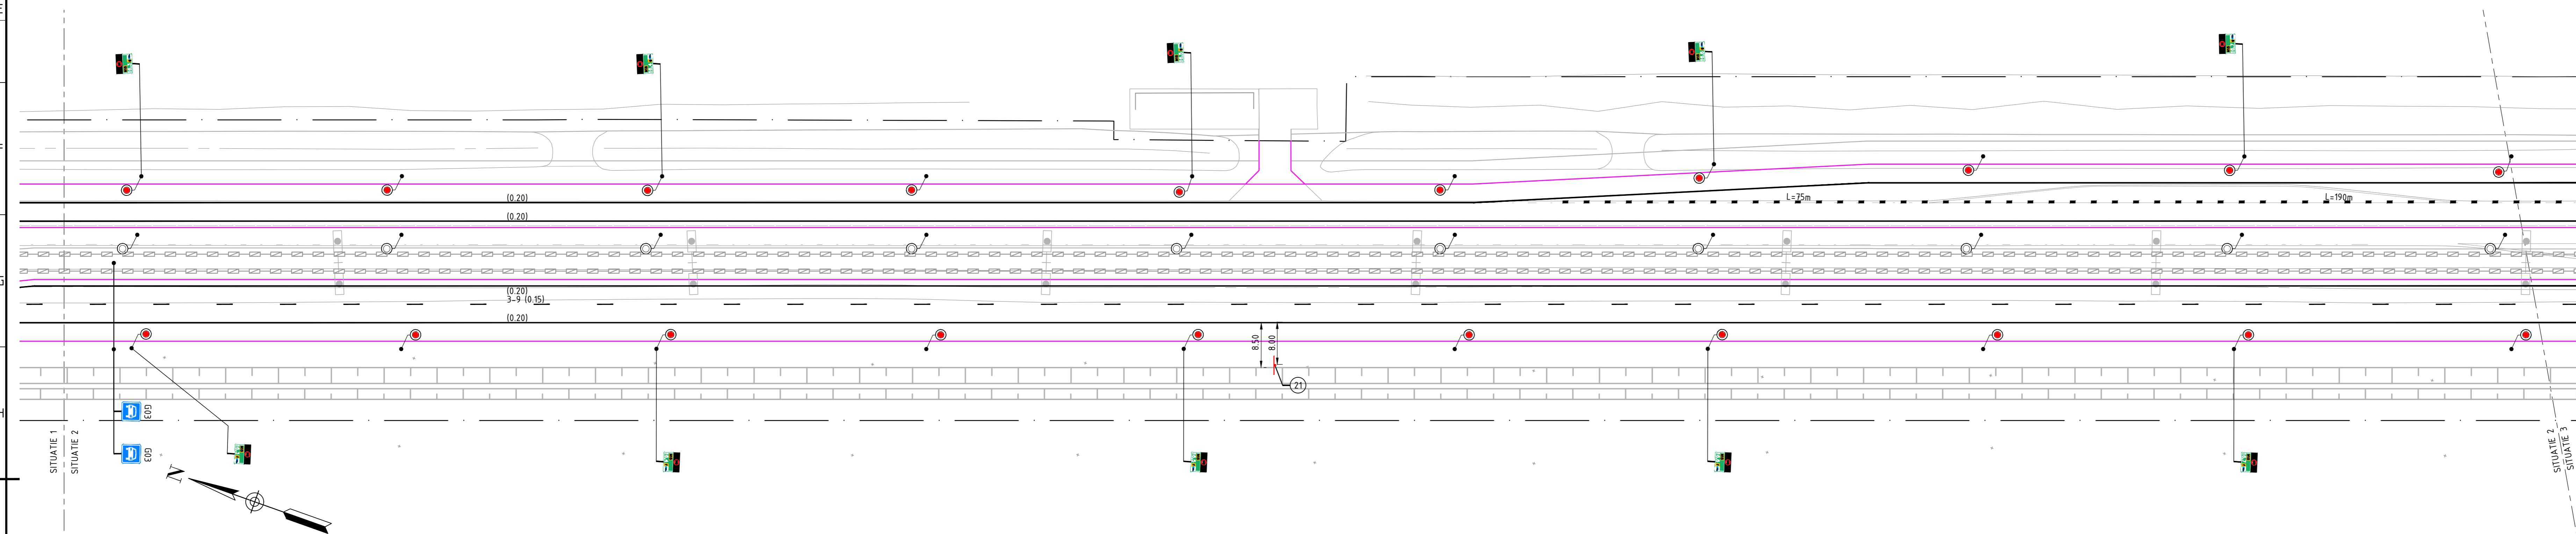 E
F
(0.20)
(0.20)
L=75m
L=190m
G
(0.20)
3-9 (0.15)
(0.20)
8.50
8.00
21
H
G03
G03
SITUATIE 1
SITUATIE 2
SITUATIE 2
SITUATIE 3
N